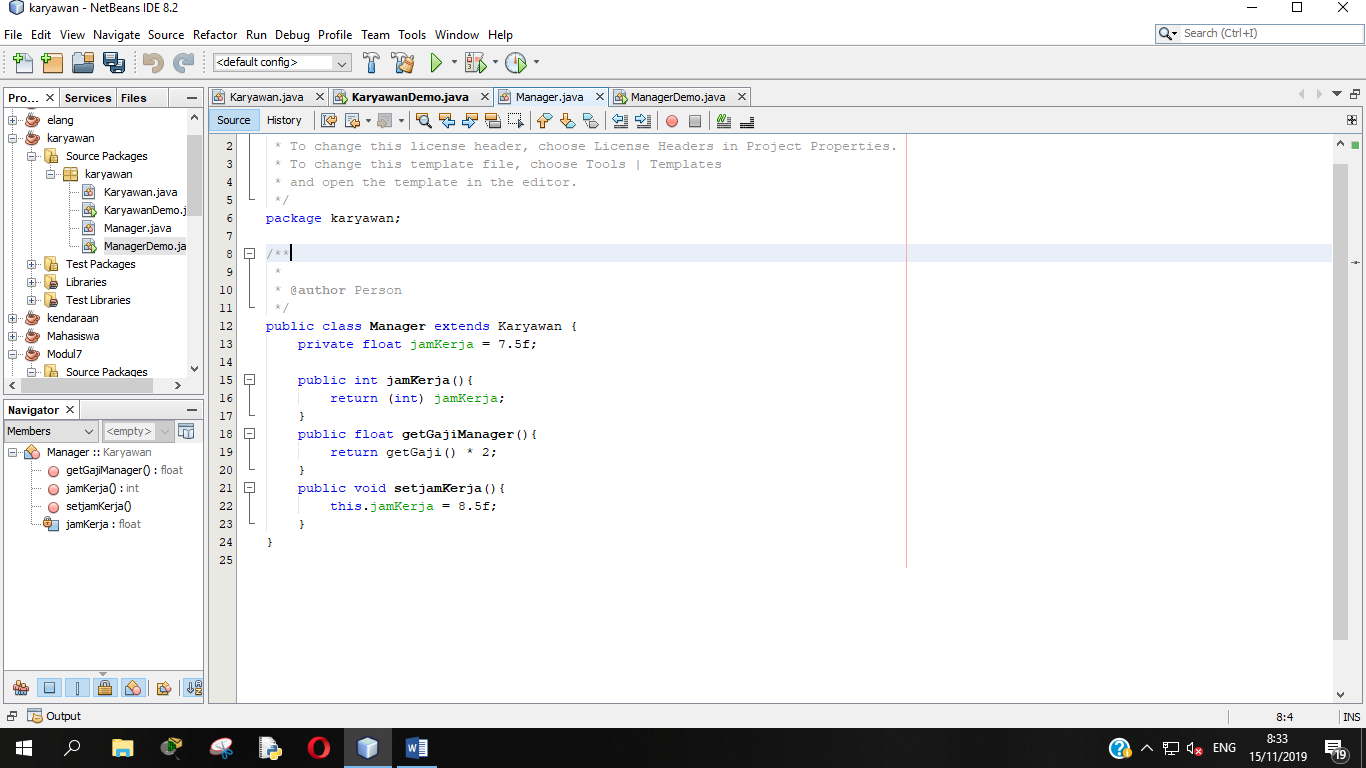 karyawan - NetBeans IDE 8.2
File Edit View Navigate Source Refactor Run Debug Profile Team Tools Window Help
Search (Ctrl+I)
<default config>
Pro... Services Files
elang
karyawan
Source Packages
karyawan
Karyawan.java
KaryawanDemo.j
Manager.java
ManagerDemo.ja
Test Packages
Libraries
Test Libraries
kendaraan
Mahasiswa
Modul7
Source Packages
Navigator
Members <empty>
Manager :: Karyawan
getGajiManager() : float
jamKerja() : int
setjamKerja()
jamKerja : float
Karyawan.java KaryawanDemo.java Manager.java ManagerDemo.java
Source History
2 * To change this license header, choose License Headers in Project Properties.
3 * To change this template file, choose Tools | Templates
4 * and open the template in the editor.
5 */
6 package karyawan;
7
8 /**
9 *
10 * @author Person
11 */
12 public class Manager extends Karyawan {
13 private float jamKerja = 7.5f;
14
15 public int jamKerja(){
16 return (int) jamKerja;
17 }
18 public float getGajiManager(){
19 return getGaji() * 2;
20 }
21 public void setjamKerja(){
22 this.jamKerja = 8.5f;
23 }
24 }
25
Output
8:4 INS
ENG
8:33
15/11/2019
19